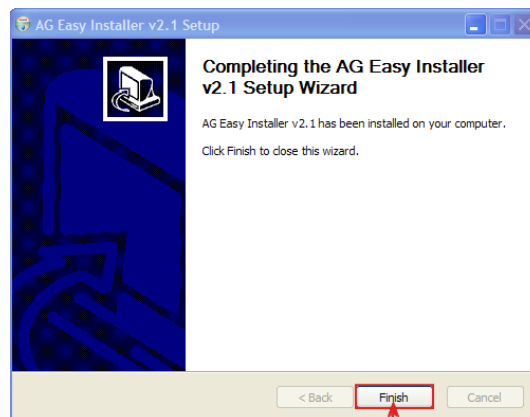 AG Easy Installer v2.1 Setup
Completing the AG Easy Installer
v2.1 Setup Wizard
AG Easy Installer v2.1 has been installed on your computer.
Click Finish to close this wizard.
< Back
Finish
Cancel